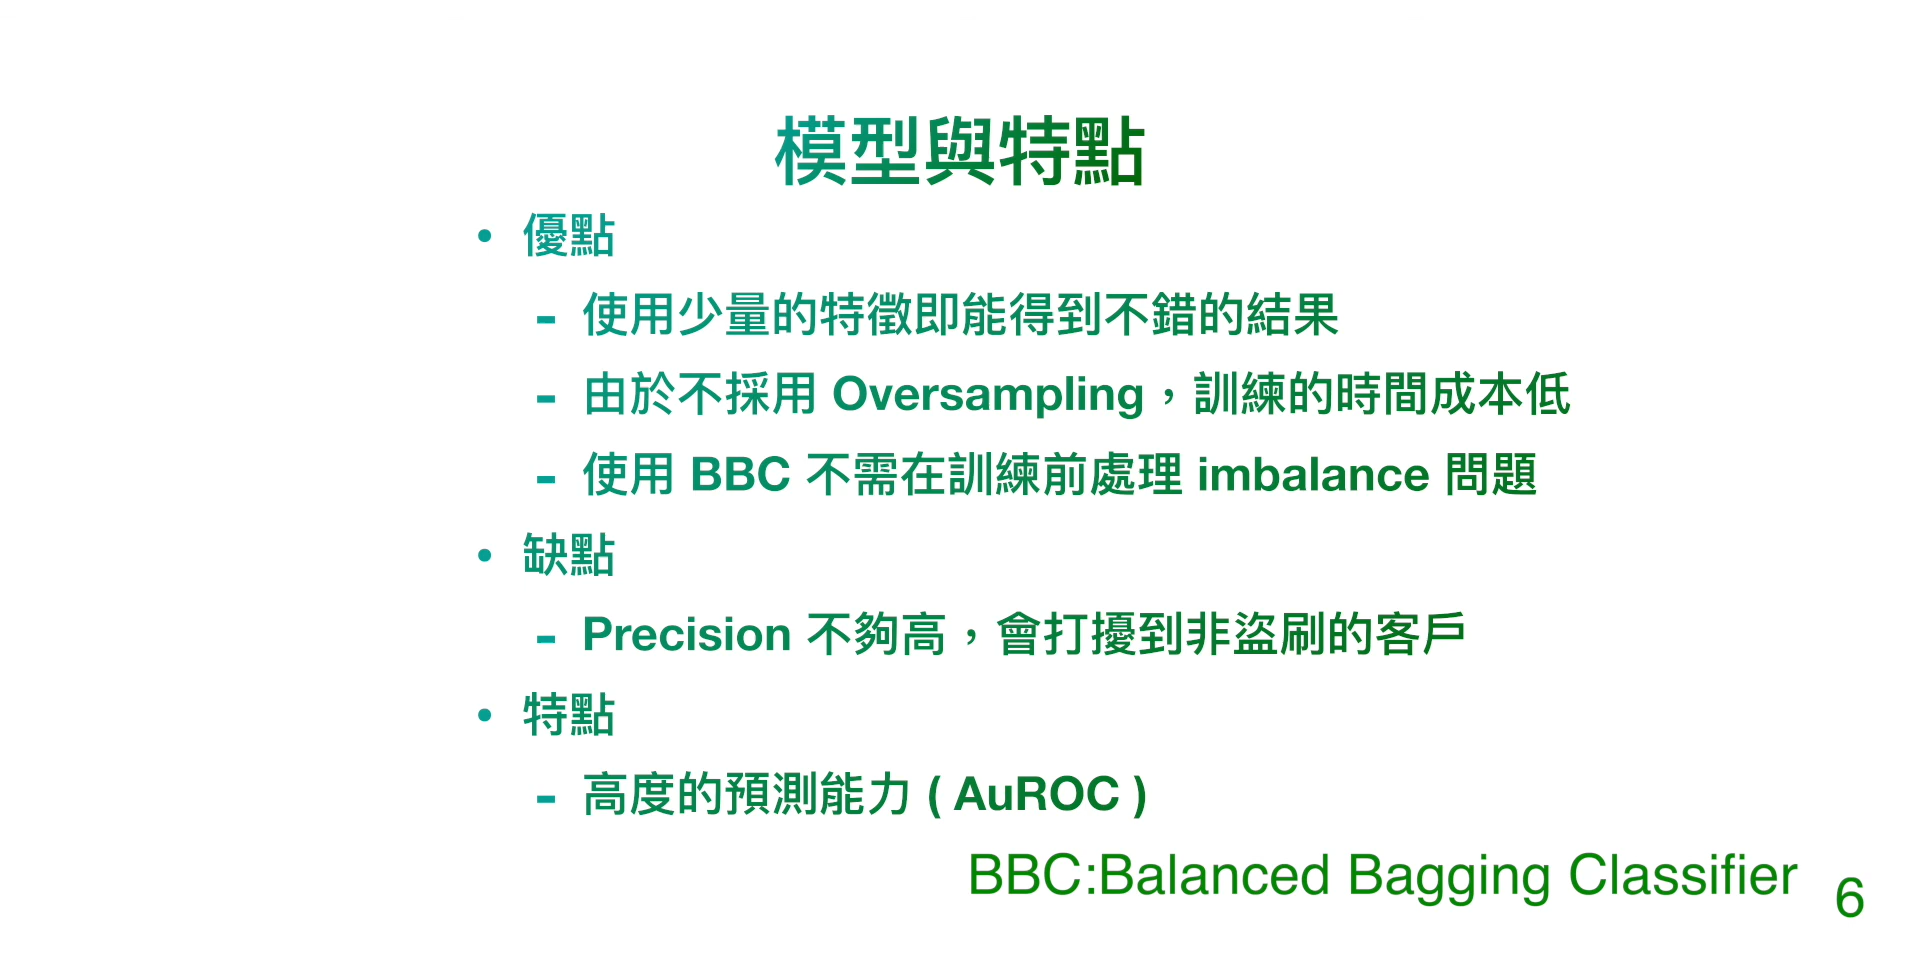 模型與特點
• 優點
- 使用少量的特徵即能得到不錯的結果
- 由於不採用 Oversampling，訓練的時間成本低
- 使用 BBC 不需在訓練前處理 imbalance 問題
• 缺點
- Precision 不夠高，會打擾到非盜刷的客戶
• 特點
- 高度的預測能力 ( AuROC )
BBC:Balanced Bagging Classifier
6